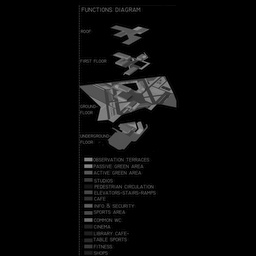 FUNCTIONS DIAGRAM
ROOF
FIRST FLOOR
GROUND-
FLOOR
UNDERGROUND-
FLOOR
OBSERVATION TERRACES
PASSIVE GREEN AREA
ACTIVE GREEN AREA
STUDIOS
PEDESTRIAN CIRCULATION:
ELEVATORS-STAIRS-RAMPS
CAFE
INFO & SECURITY
SPORTS AREA
COMMON WC
CINEMA
LIBRARY CAFE-
TABLE SPORTS
FITNESS
SHOPS